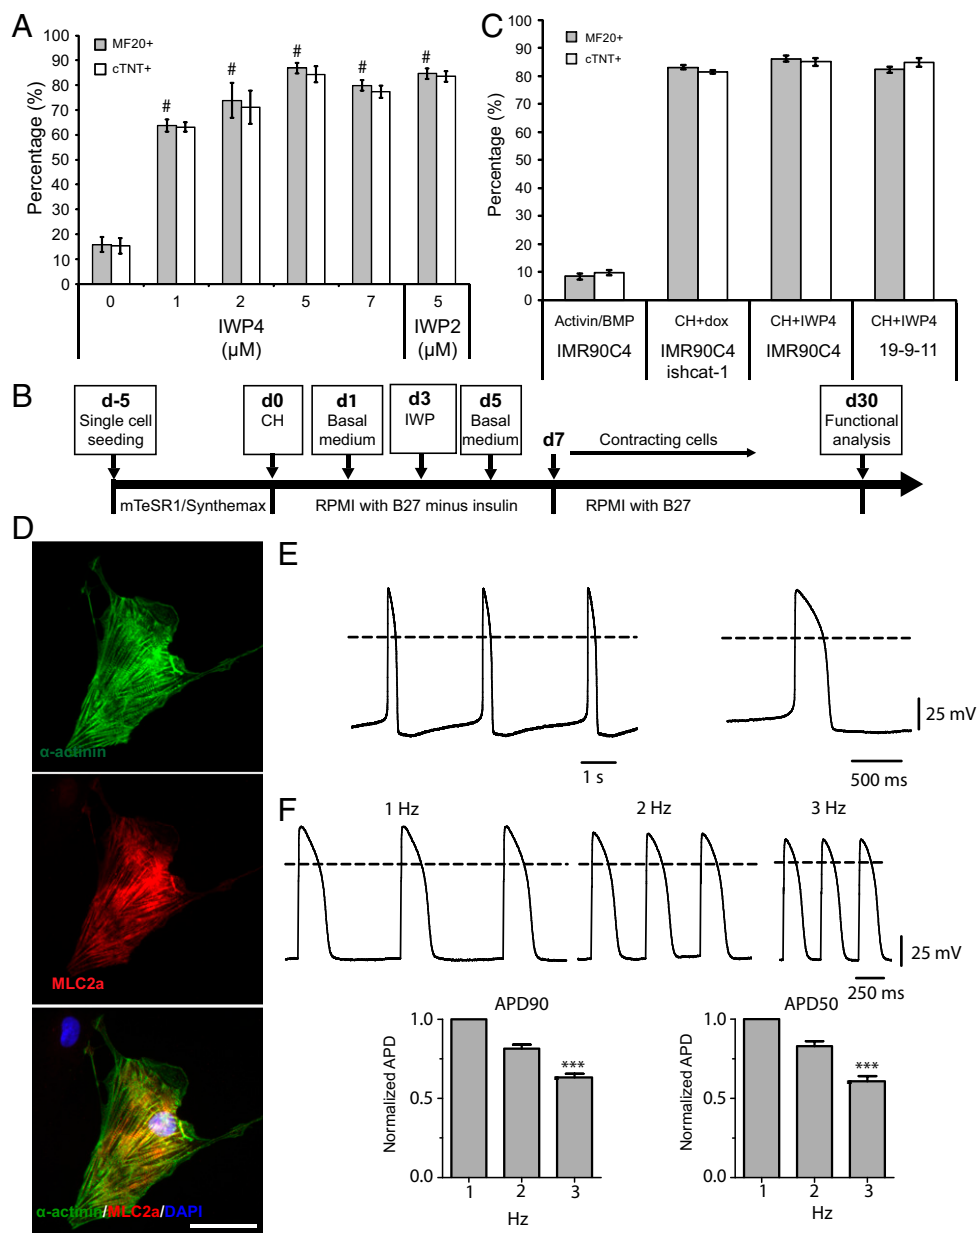 A
MF20+
cTNT+
Percentage (%)
100
90
80
70
60
50
40
30
20
10
0
#
#
#
#
#
0
1
2
5
7
5
IWP4
(µM)
IWP2
(µM)
C
MF20+
cTNT+
Percentage (%)
100
90
80
70
60
50
40
30
20
10
0
Activin/BMP
CH+dox
CH+IWP4
CH+IWP4
IMR90C4
IMR90C4
ishcat-1
IMR90C4
19-9-11
B
d-5
Single cell
seeding
d0
CH
d1
Basal
medium
d3
IWP
d5
Basal
medium
d7
Contracting cells
d30
Functional
analysis
mTeSR1/Synthemax
RPMI with B27 minus insulin
RPMI with B27
D
α-actinin
MLC2a
α-actinin/MLC2a/DAPI
E
25 mV
1 s
500 ms
F
1 Hz
2 Hz
3 Hz
25 mV
250 ms
APD90
Normalized APD
1.0
0.5
0.0
***
1
2
3
Hz
APD50
Normalized APD
1.0
0.5
0.0
***
1
2
3
Hz